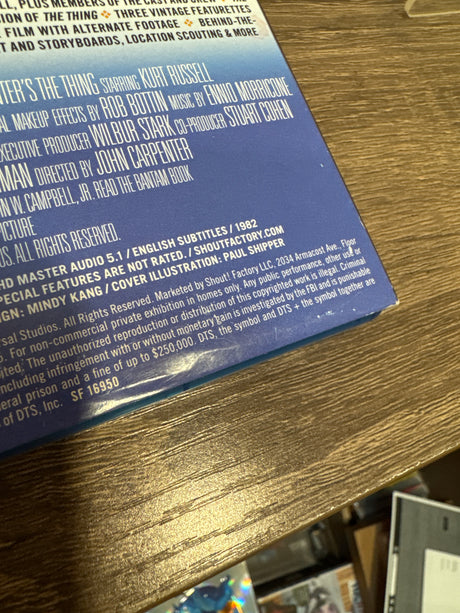 , PLUS MEMBERS OF THE CAST AND CREW ✤ THE
ION OF THE THING ✤ THREE VINTAGE FEATURETTES
FILM WITH ALTERNATE FOOTAGE ✤ BEHIND-THE-
T AND STORYBOARDS, LOCATION SCOUTING & MORE
TER'S THE THING STARRING KURT RUSSELL
AL MAKEUP EFFECTS BY ROB BOTTIN MUSIC BY ENNIO MORRICONE
EXECUTIVE PRODUCER WILBUR STARK CO-PRODUCER STUART COHEN
MAN DIRECTED BY JOHN CARPENTER
N W. CAMPBELL, JR. READ THE BANTAM BOOK
PICTURE
OS. ALL RIGHTS RESERVED.
HD MASTER AUDIO 5.1 / ENGLISH SUBTITLES / 1982
PECIAL FEATURES ARE NOT RATED. / SHOUTFACTORY.COM
IGN: MINDY KANG / COVER ILLUSTRATION: PAUL SHIPPER
rsal Studios. All Rights Reserved. Marketed by Shout! Factory LLC, 2034 Armacost Ave., Floor
For non-commercial private exhibition in homes only. Any public performance, other use or
ited. The unauthorized reproduction or distribution of this copyrighted work is illegal. Criminal
including infringement with or without monetary gain is investigated by the FBI and is punishable
eral prison and a fine of up to $250,000. DTS, the symbol and DTS + the symbol together are
of DTS, Inc. SF 16950